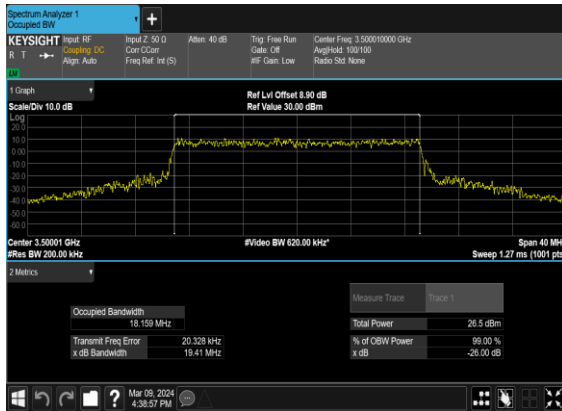 Spectrum Analyzer 1
Occupied BW
+
KEYSIGHT Input: RF Input Z: 50 Ω Atten: 40 dB Trig: Free Run Center Freq: 3.500010000 GHz
R T Coupling: DC Corr CCorr Gate: Off Avg|Hold: 100/100
Align: Auto Freq Ref: Int (S) #IF Gain: Low Radio Std: None
LXI
1 Graph
Ref Lvl Offset 8.90 dB
Scale/Div 10.0 dB Ref Value 30.00 dBm
Log
20.0
10.0
0.00
-10.0
-20.0
-30.0
-40.0
-50.0
-60.0
Center 3.50001 GHz #Video BW 620.00 kHz* Span 40 MH
#Res BW 200.00 kHz Sweep 1.27 ms (1001 pts
2 Metrics
Measure Trace Trace 1
Occupied Bandwidth
18.159 MHz Total Power 26.5 dBm
Transmit Freq Error 20.328 kHz % of OBW Power 99.00 %
x dB Bandwidth 19.41 MHz x dB -26.00 dB
? Mar 09, 2024
4:38:57 PM